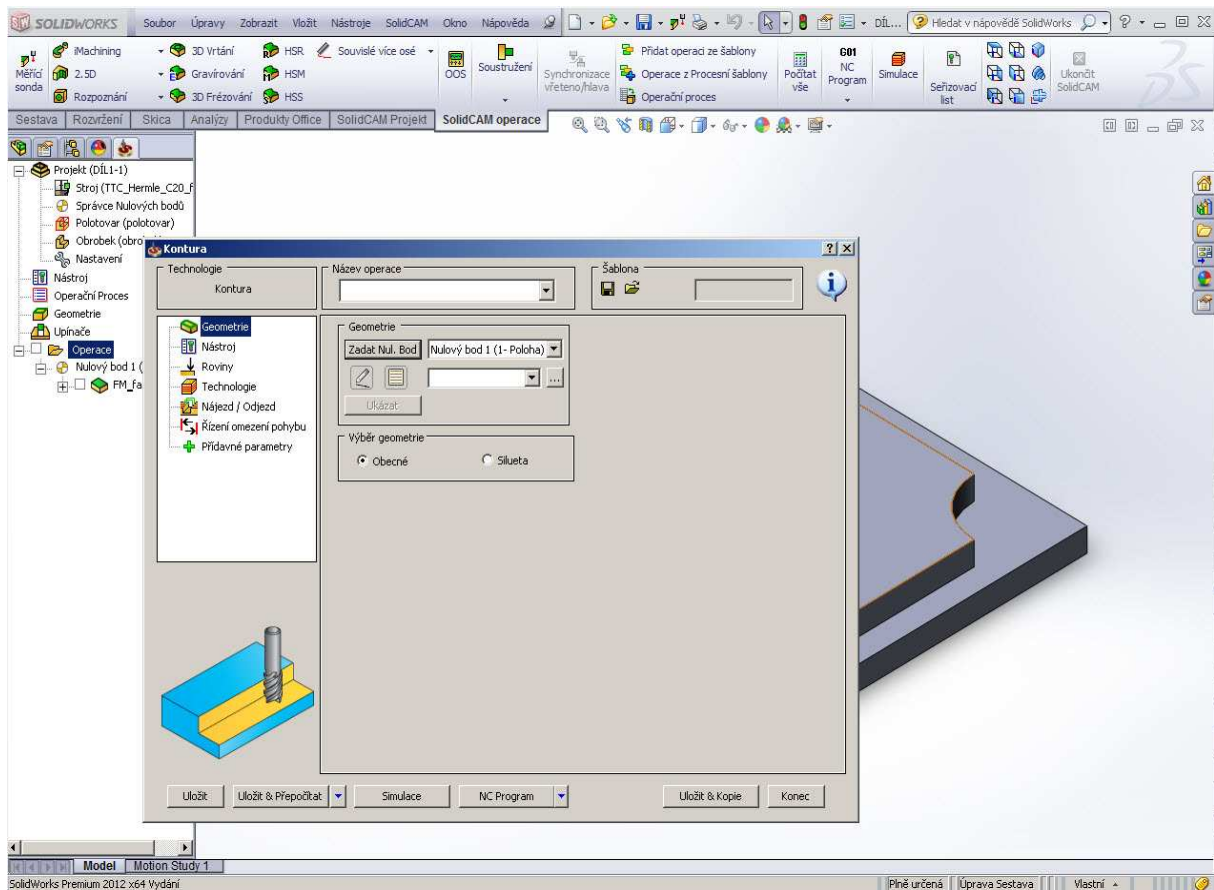 SOLIDWORKS Soubor Úpravy Zobrazit Vložit Nástroje SolidCAM Okno Nápověda DíL... Hledat v nápovědě SolidWorks
iMachining 3D Vrtání HSR Souvislé více osé
Měřící sonda 2.5D Gravírování HSM
Rozpoznání 3D Frézování HSS
OOS Soustružení Synchronizace vřeteno/hlava
Přidat operaci ze šablony
Operace z Procesní šablony
Operační proces
Počítat vše G01 NC Program Simulace Seřizovací list Ukončit SolidCAM
Sestava Rozvržení Skica Analýzy Produkty Office SolidCAM Projekt SolidCAM operace
Projekt (DÍL1-1)
Stroj (TTC_Hermle_C20_f
Správce Nulových bodů
Polotovar (polotovar)
Obrobek (obro
Nastavení
Nástroj
Operační Proces
Geometrie
Upínače
Operace
Nulový bod 1 (
FM_fa
Kontura
Technologie
Kontura
Název operace
Šablona
Geometrie
Nástroj
Roviny
Technologie
Nájezd / Odjezd
Řízení omezení pohybu
Přídavné parametry
Geometrie
Zadat Nul. Bod Nulový bod 1 (1- Poloha)
...
Ukázat
Výběr geometrie
Obecné Silueta
Uložit Uložit & Přepočítat Simulace NC Program Uložit & Kopie Konec
Model Motion Study 1
SolidWorks Premium 2012 x64 Vydání Plně určená Úprava Sestava Vlastní